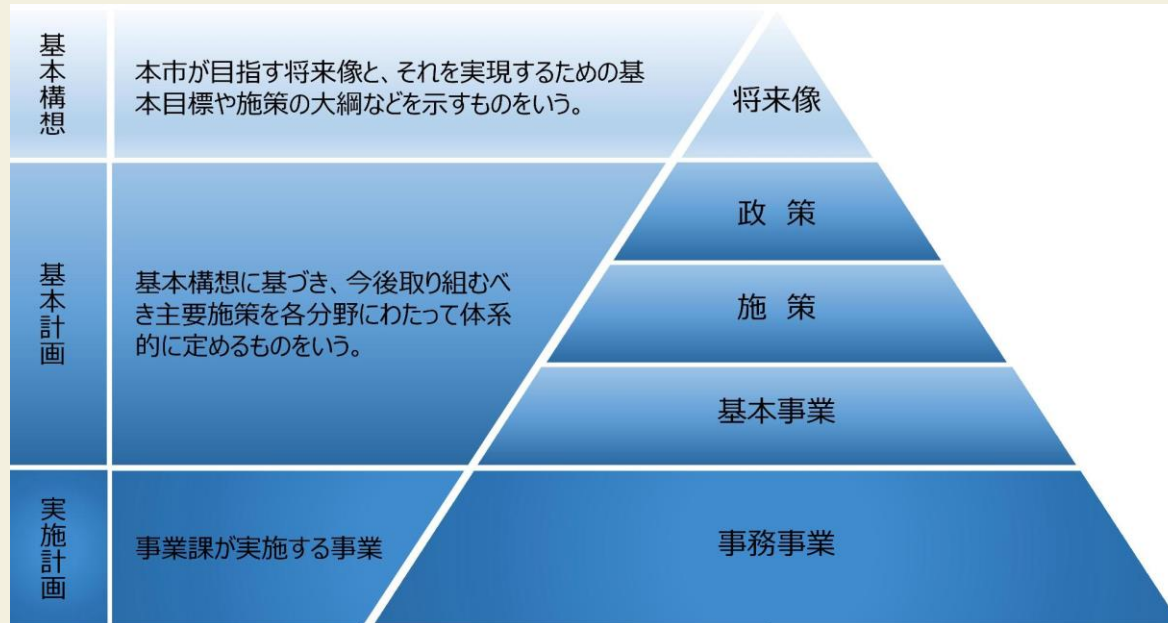 基本構想
本市が目指す将来像と、それを実現するための基
本目標や施策の大綱などを示すものをいう。
将来像
基本計画
基本構想に基づき、今後取り組むべ
き主要施策を各分野にわたって体系
的に定めるものをいう。
政 策
施 策
基本事業
実施計画
事業課が実施する事業
事務事業